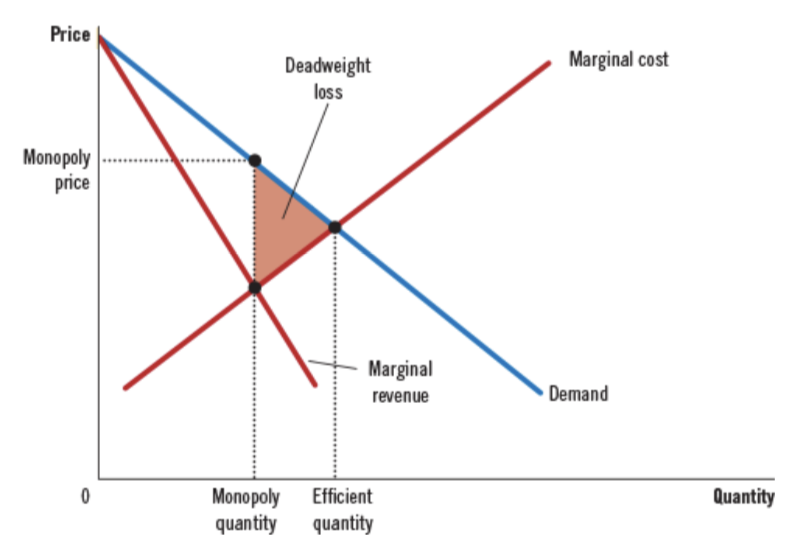 Price
Deadweight
loss
Marginal cost
Monopoly
price
Marginal
revenue
Demand
0
Monopoly
quantity
Efficient
quantity
Quantity